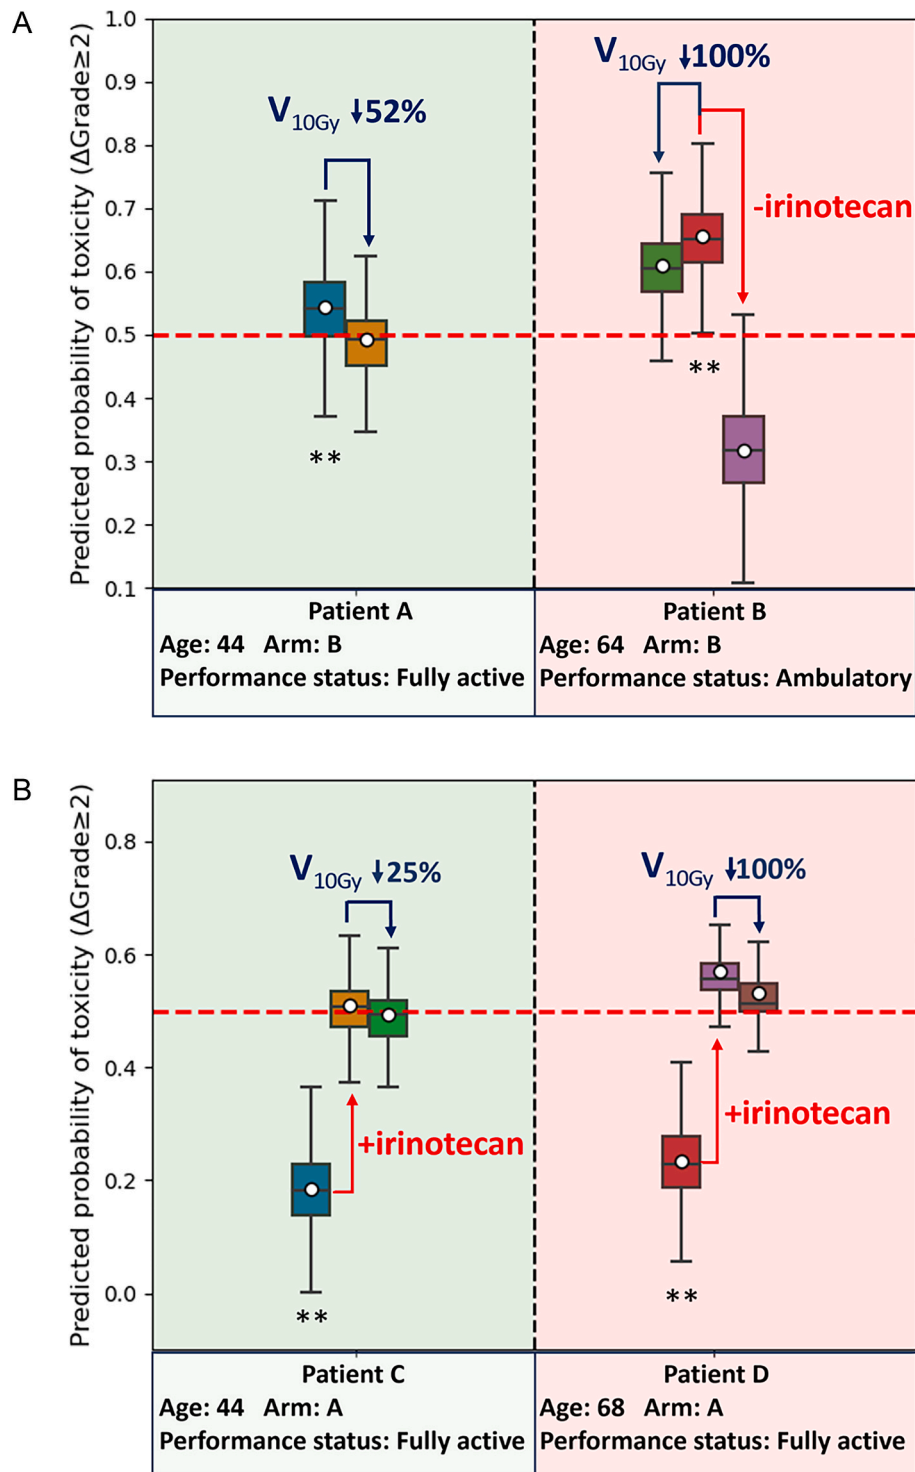 A
Predicted probability of toxicity (ΔGrade≥2)
1.0
0.9
0.8
0.7
0.6
0.5
0.4
0.3
0.2
0.1
V10Gy ↓52%
**
V10Gy ↓100%
-irinotecan
**
Patient A
Age: 44 Arm: B
Performance status: Fully active
Patient B
Age: 64 Arm: B
Performance status: Ambulatory
B
Predicted probability of toxicity (ΔGrade≥2)
0.8
0.6
0.4
0.2
0.0
V10Gy ↓25%
+irinotecan
**
V10Gy ↓100%
+irinotecan
**
Patient C
Age: 44 Arm: A
Performance status: Fully active
Patient D
Age: 68 Arm: A
Performance status: Fully active